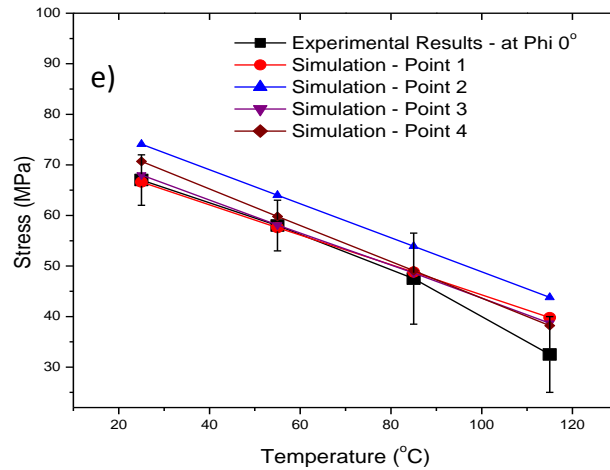 100
90
80
70
60
50
40
30
Stress (MPa)
e)
Experimental Results - at Phi 0°
Simulation - Point 1
Simulation - Point 2
Simulation - Point 3
Simulation - Point 4
20 40 60 80 100 120
Temperature (°C)